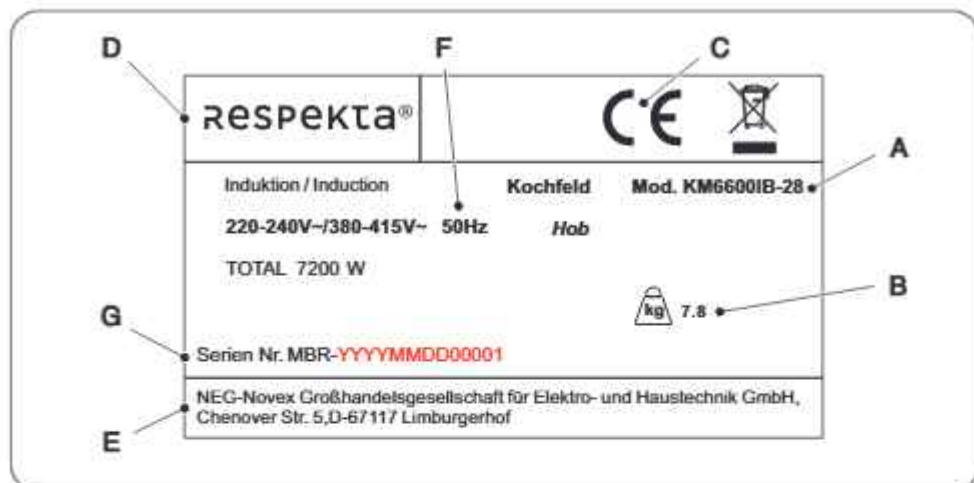 D
F
C
RESPEKTa®
CE
A
Induktion / Induction Kochfeld Mod. KM6600IB-28
220-240V~/380-415V~ 50Hz Hob
TOTAL 7200 W
B
kg 7.8
G
Serien Nr. MBR-YYYYMMDD00001
NEG-Novex Großhandelsgesellschaft für Elektro- und Haustechnik GmbH,
Chenover Str. 5,D-67117 Limburgerhof
E